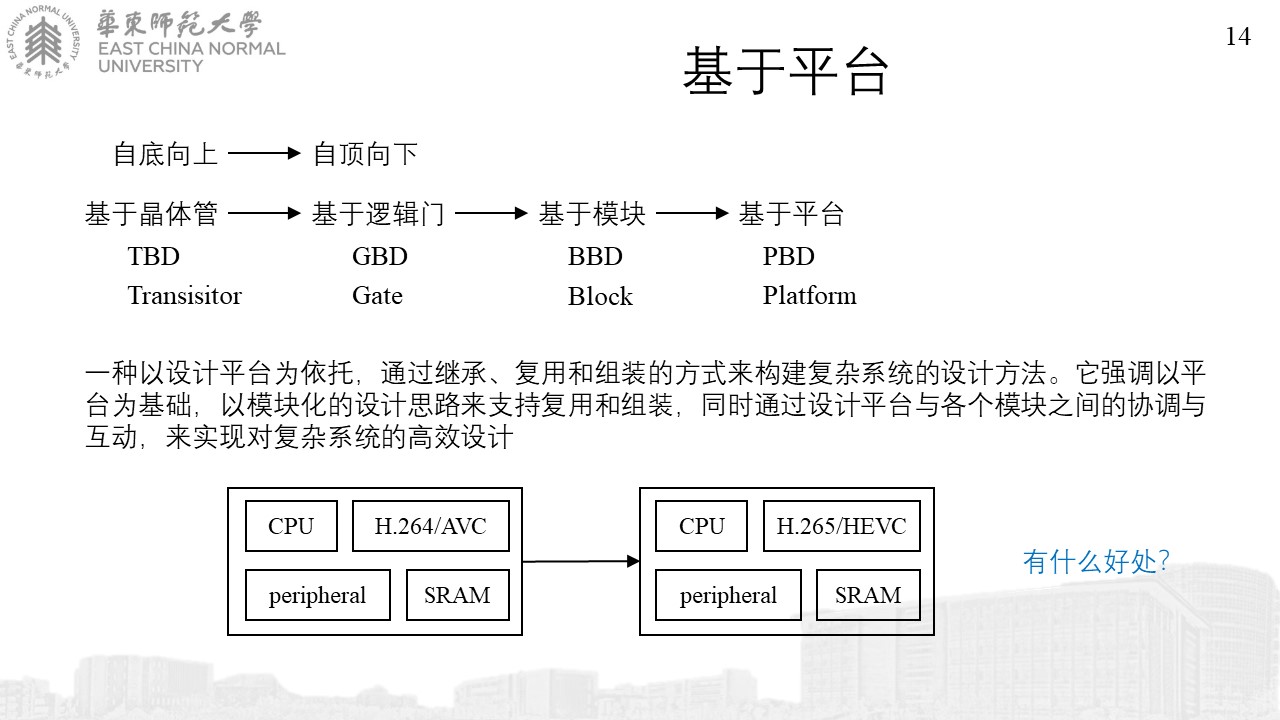 華東師範大學
EAST CHINA NORMAL
UNIVERSITY
EAST CHINA NORMAL UNIVERSITY
華東師範大學
14
基于平台
自底向上 自顶向下
基于晶体管 基于逻辑门 基于模块 基于平台
TBD GBD BBD PBD
Transisitor Gate Block Platform
一种以设计平台为依托，通过继承、复用和组装的方式来构建复杂系统的设计方法。它强调以平
台为基础，以模块化的设计思路来支持复用和组装，同时通过设计平台与各个模块之间的协调与
互动，来实现对复杂系统的高效设计
CPU H.264/AVC CPU H.265/HEVC
有什么好处？
peripheral SRAM peripheral SRAM